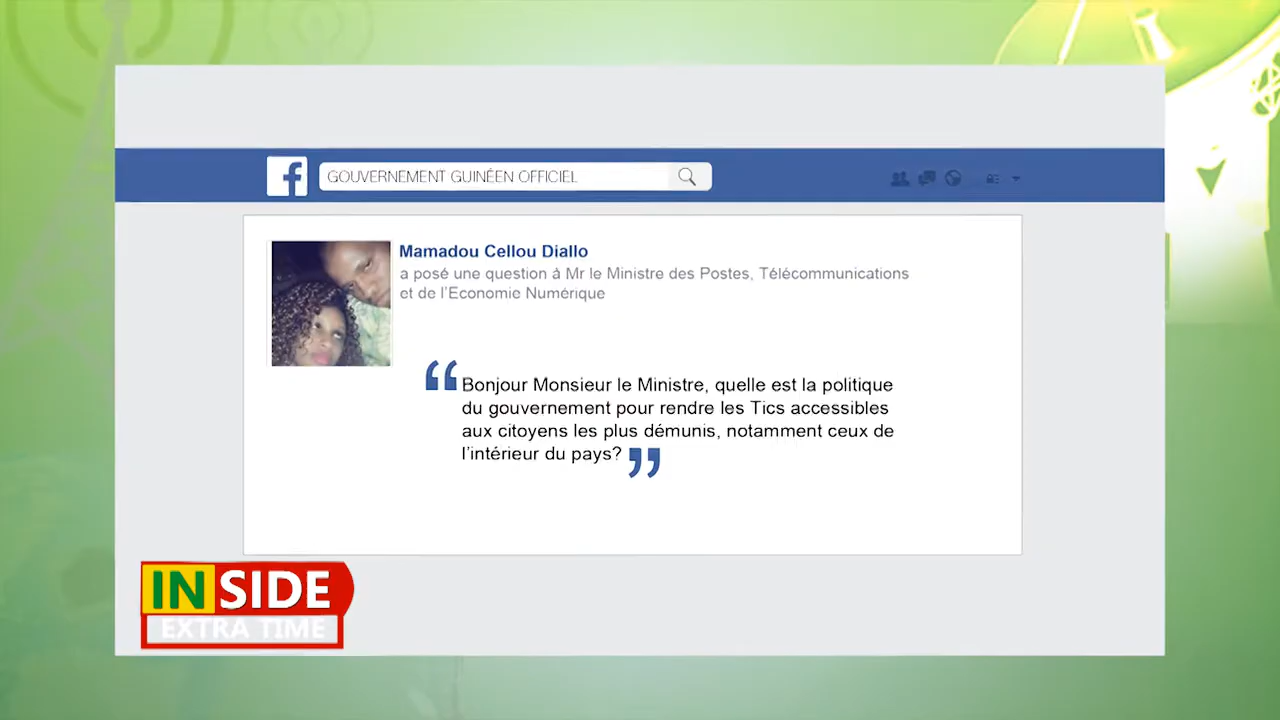 GOUVERNEMENT GUINÉEN OFFICIEL
Mamadou Cellou Diallo
a posé une question à Mr le Ministre des Postes, Télécommunications
et de l'Economie Numérique
“Bonjour Monsieur le Ministre, quelle est la politique
du gouvernement pour rendre les Tics accessibles
aux citoyens les plus démunis, notamment ceux de
l'intérieur du pays?”
INSIDE
EXTRA TIME